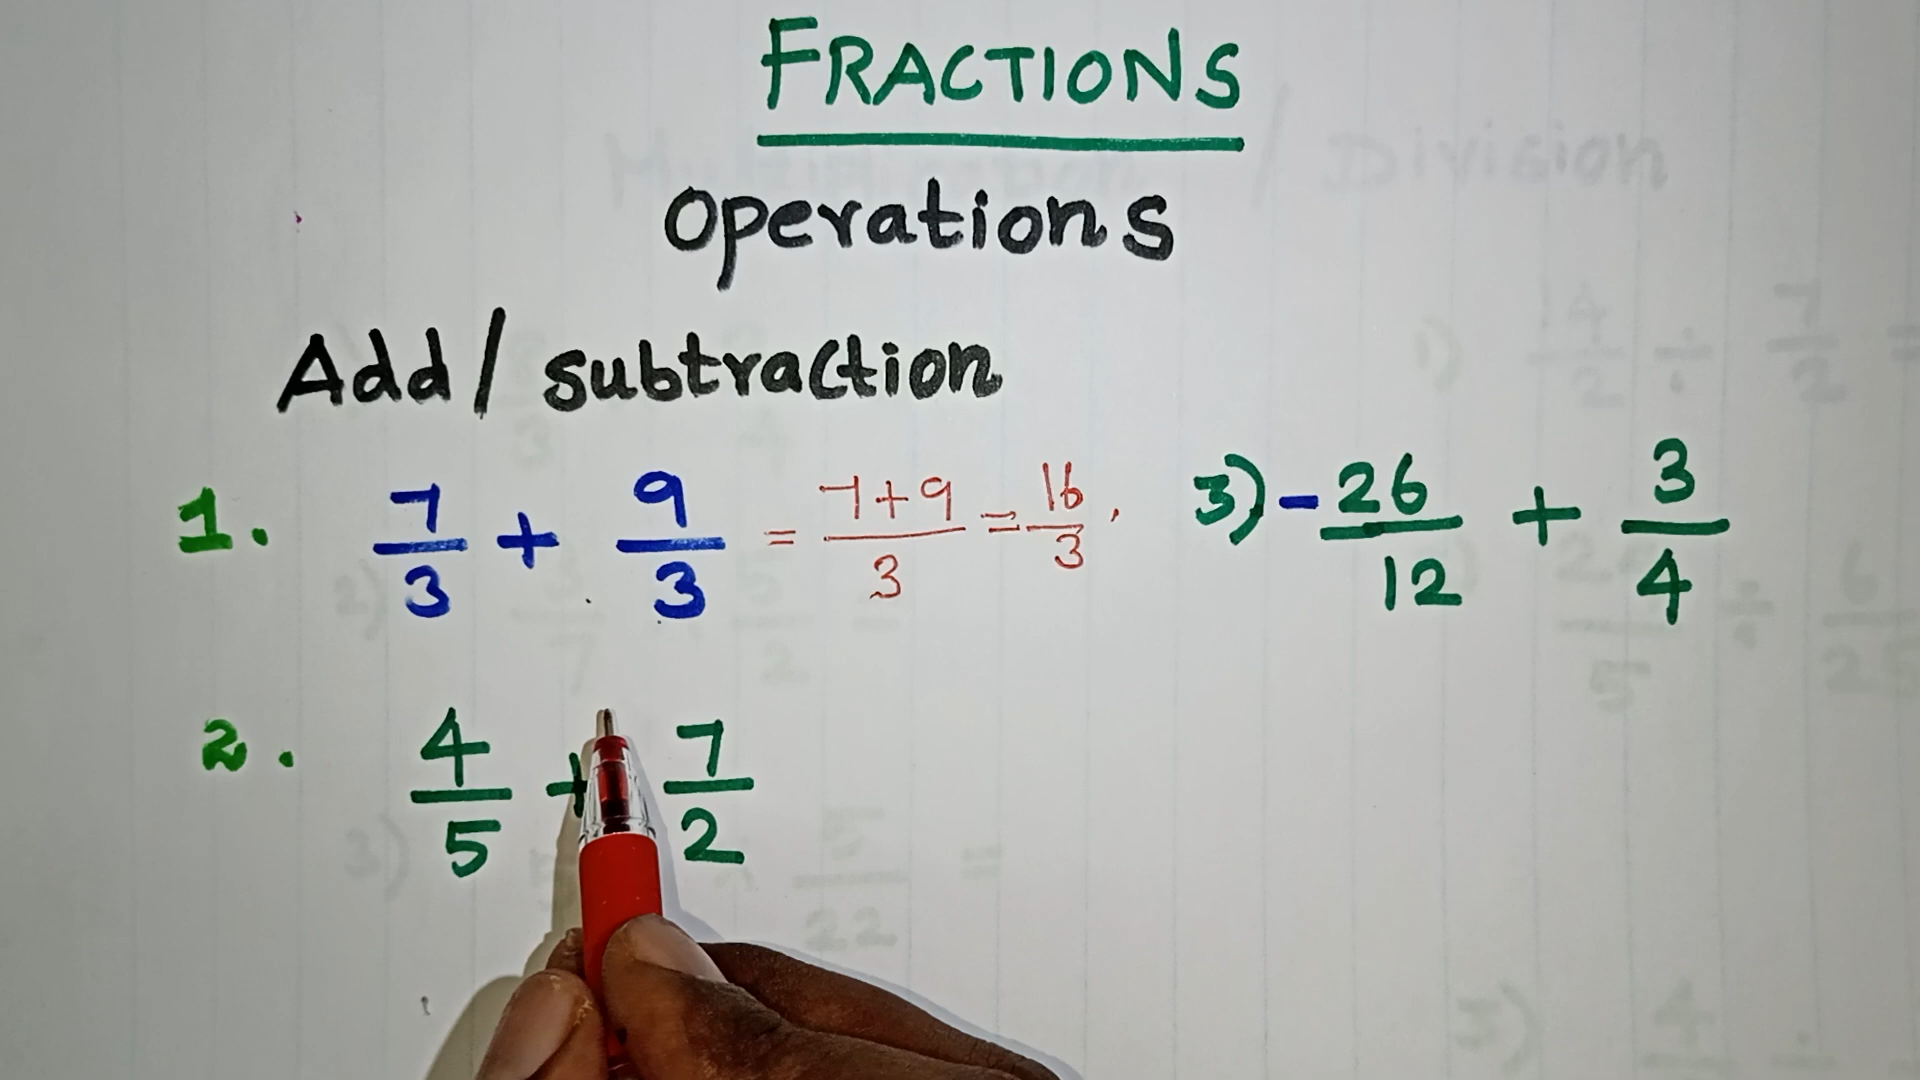 FRACTIONS
Operations
Add/ subtraction
1. 7/3 + 9/3 = 7+9/3 = 16/3.
3) -26/12 + 3/4
2. 4/5 + 7/2